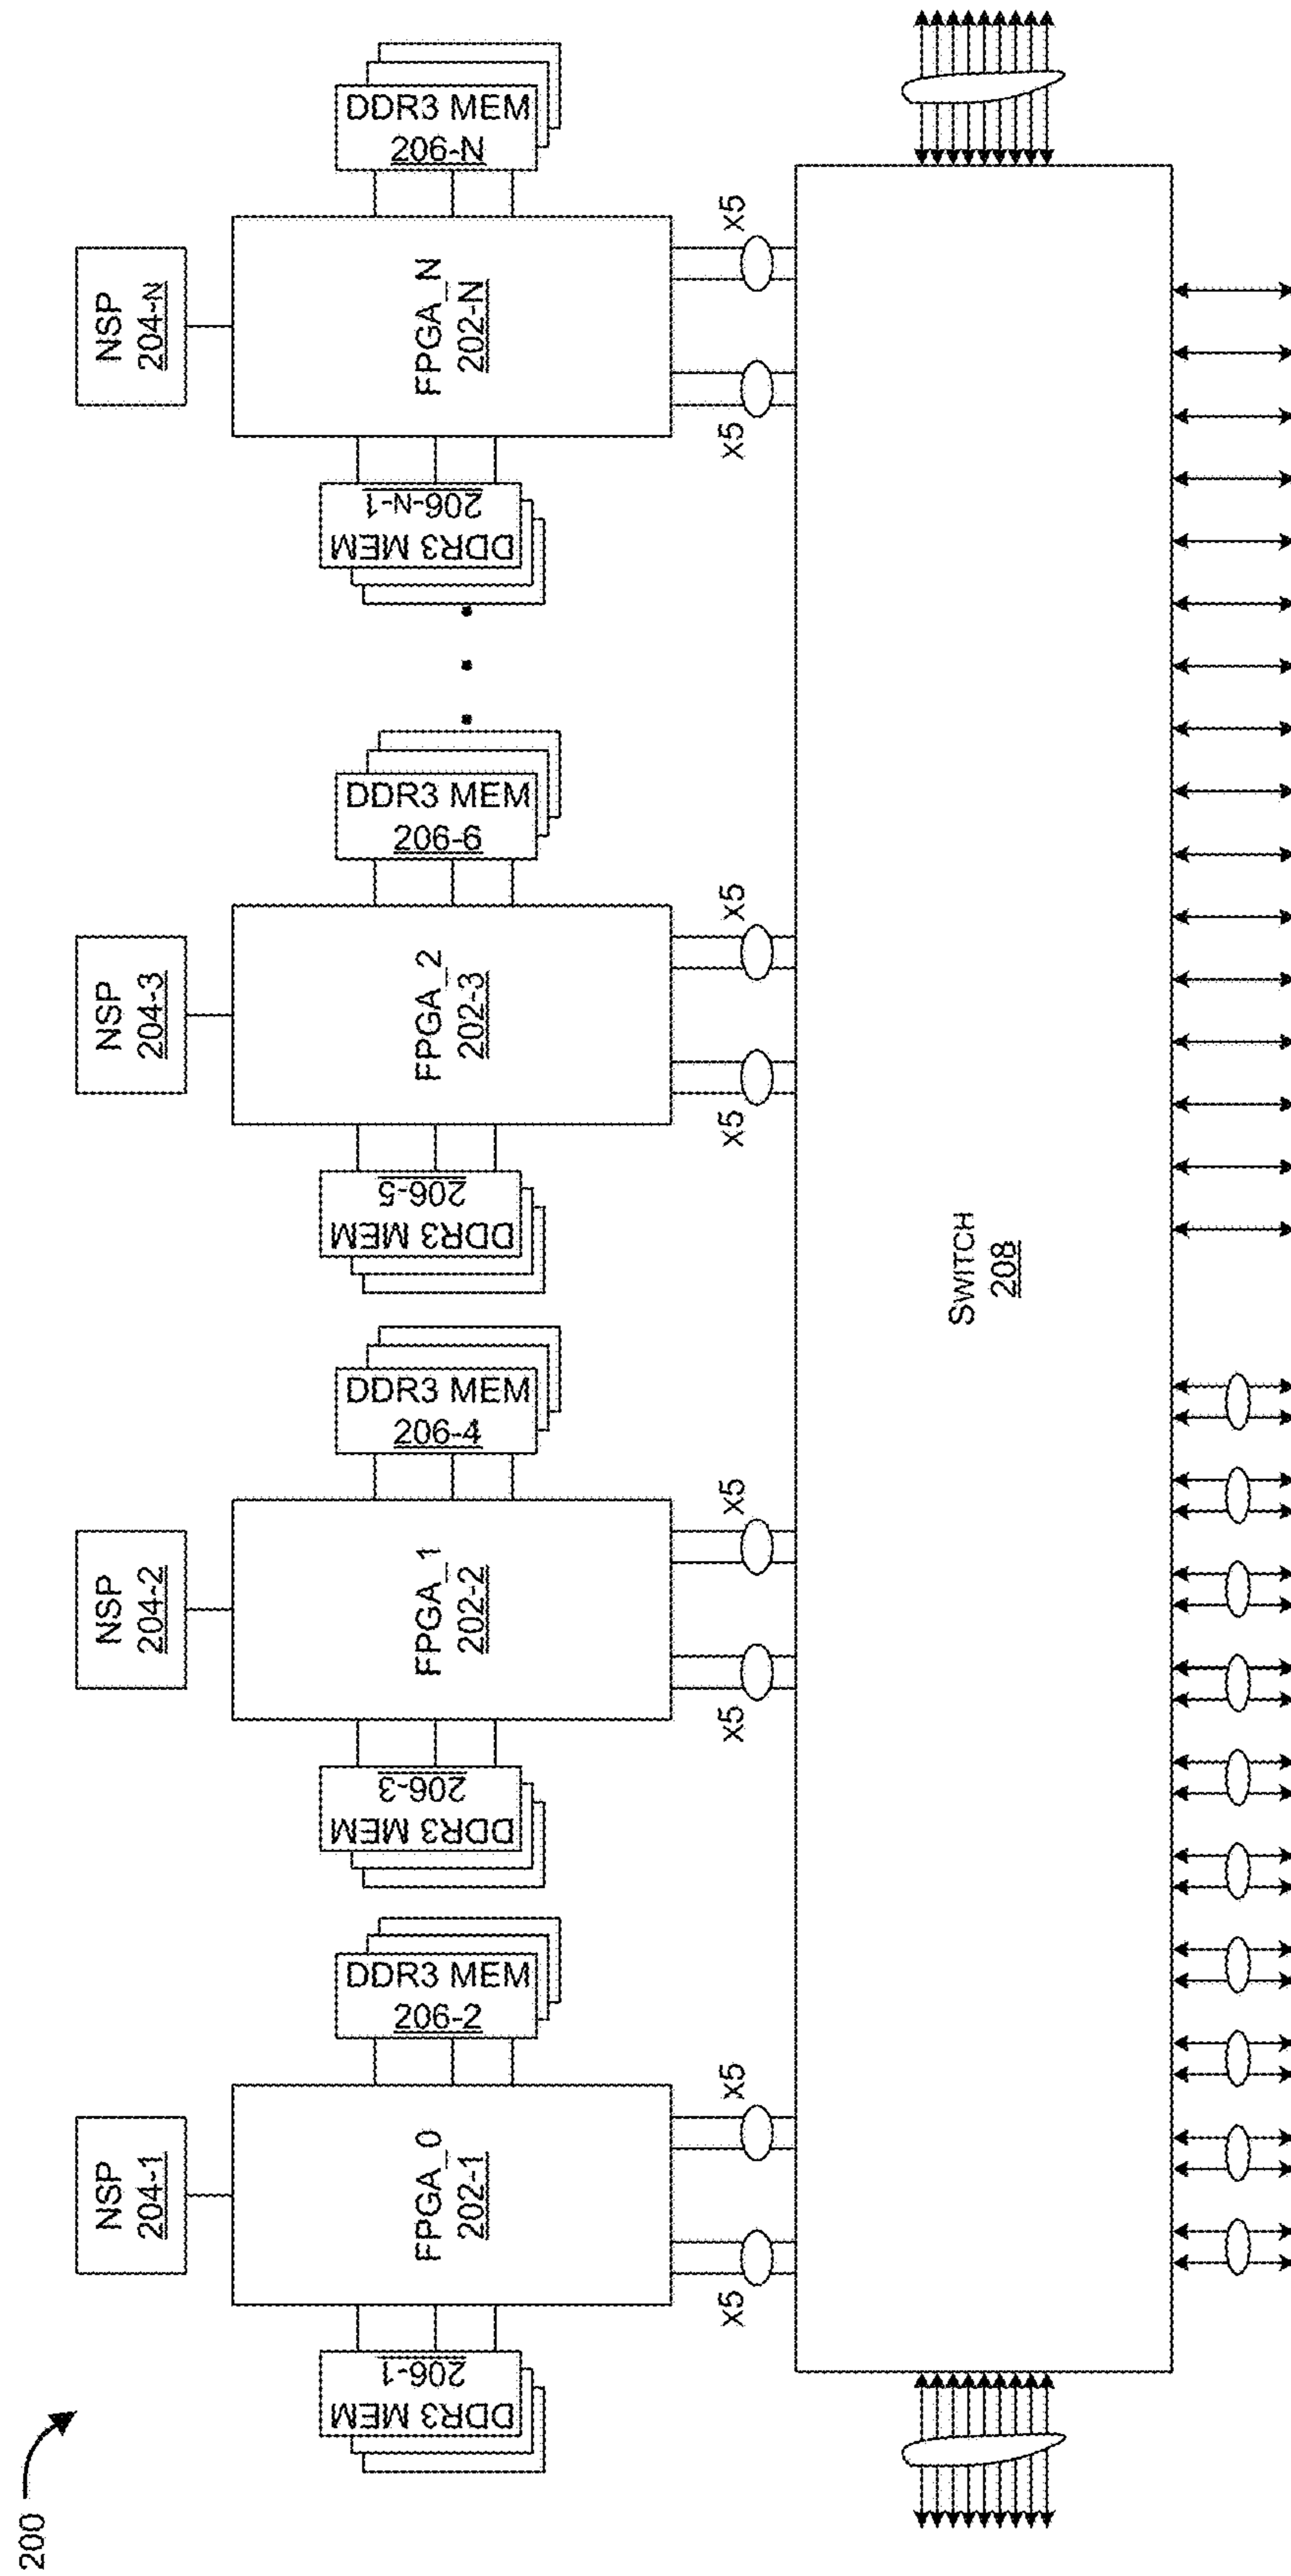 200
NSP
204-1
NSP
204-2
NSP
204-3
NSP
204-N
DDR3 MEM
206-1
FPGA_0
202-1
DDR3 MEM
206-2
DDR3 MEM
206-3
FPGA_1
202-2
DDR3 MEM
206-4
DDR3 MEM
206-5
FPGA_2
202-3
DDR3 MEM
206-6
DDR3 MEM
206-N-1
FPGA_N
202-N
DDR3 MEM
206-N
x5
x5
x5
x5
x5
x5
x5
x5
SWITCH
208